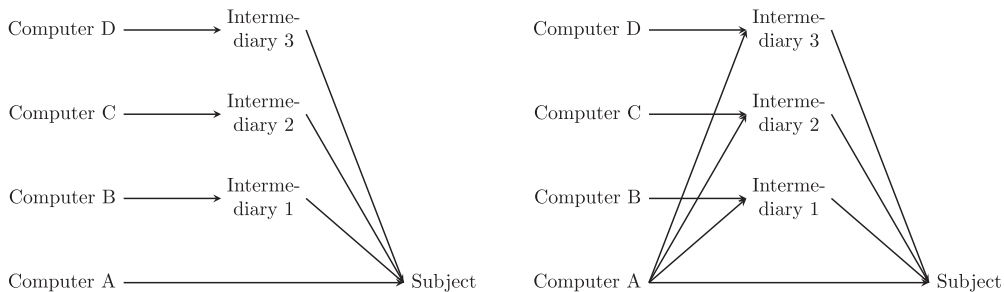 Computer D
Interme-
diary 3
Computer C
Interme-
diary 2
Computer B
Interme-
diary 1
Computer A
Subject
Computer D
Interme-
diary 3
Computer C
Interme-
diary 2
Computer B
Interme-
diary 1
Computer A
Subject